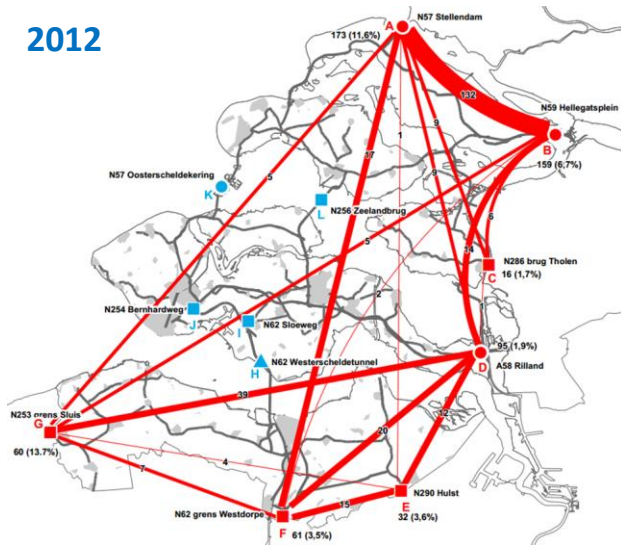 2012
A
N57 Stellendam
173 (11,6%)
132
N59 Hellegatsplein
9
1
B
17
159 (6,7%)
N57 Oosterscheldekering
5
9
K
L
N256 Zeelandbrug
6
5
14
N286 brug Tholen
C
16 (1,7%)
2
N254 Bernhardweg
J
N62 Sloeweg
I
95 (1,9%)
N62 Westerscheldetunnel
H
D
A58 Rilland
39
N253 grens Sluis
12
G
20
60 (13.7%)
4
7
N290 Hulst
15
E
N62 grens Westdorpe
32 (3,6%)
F
61 (3,5%)